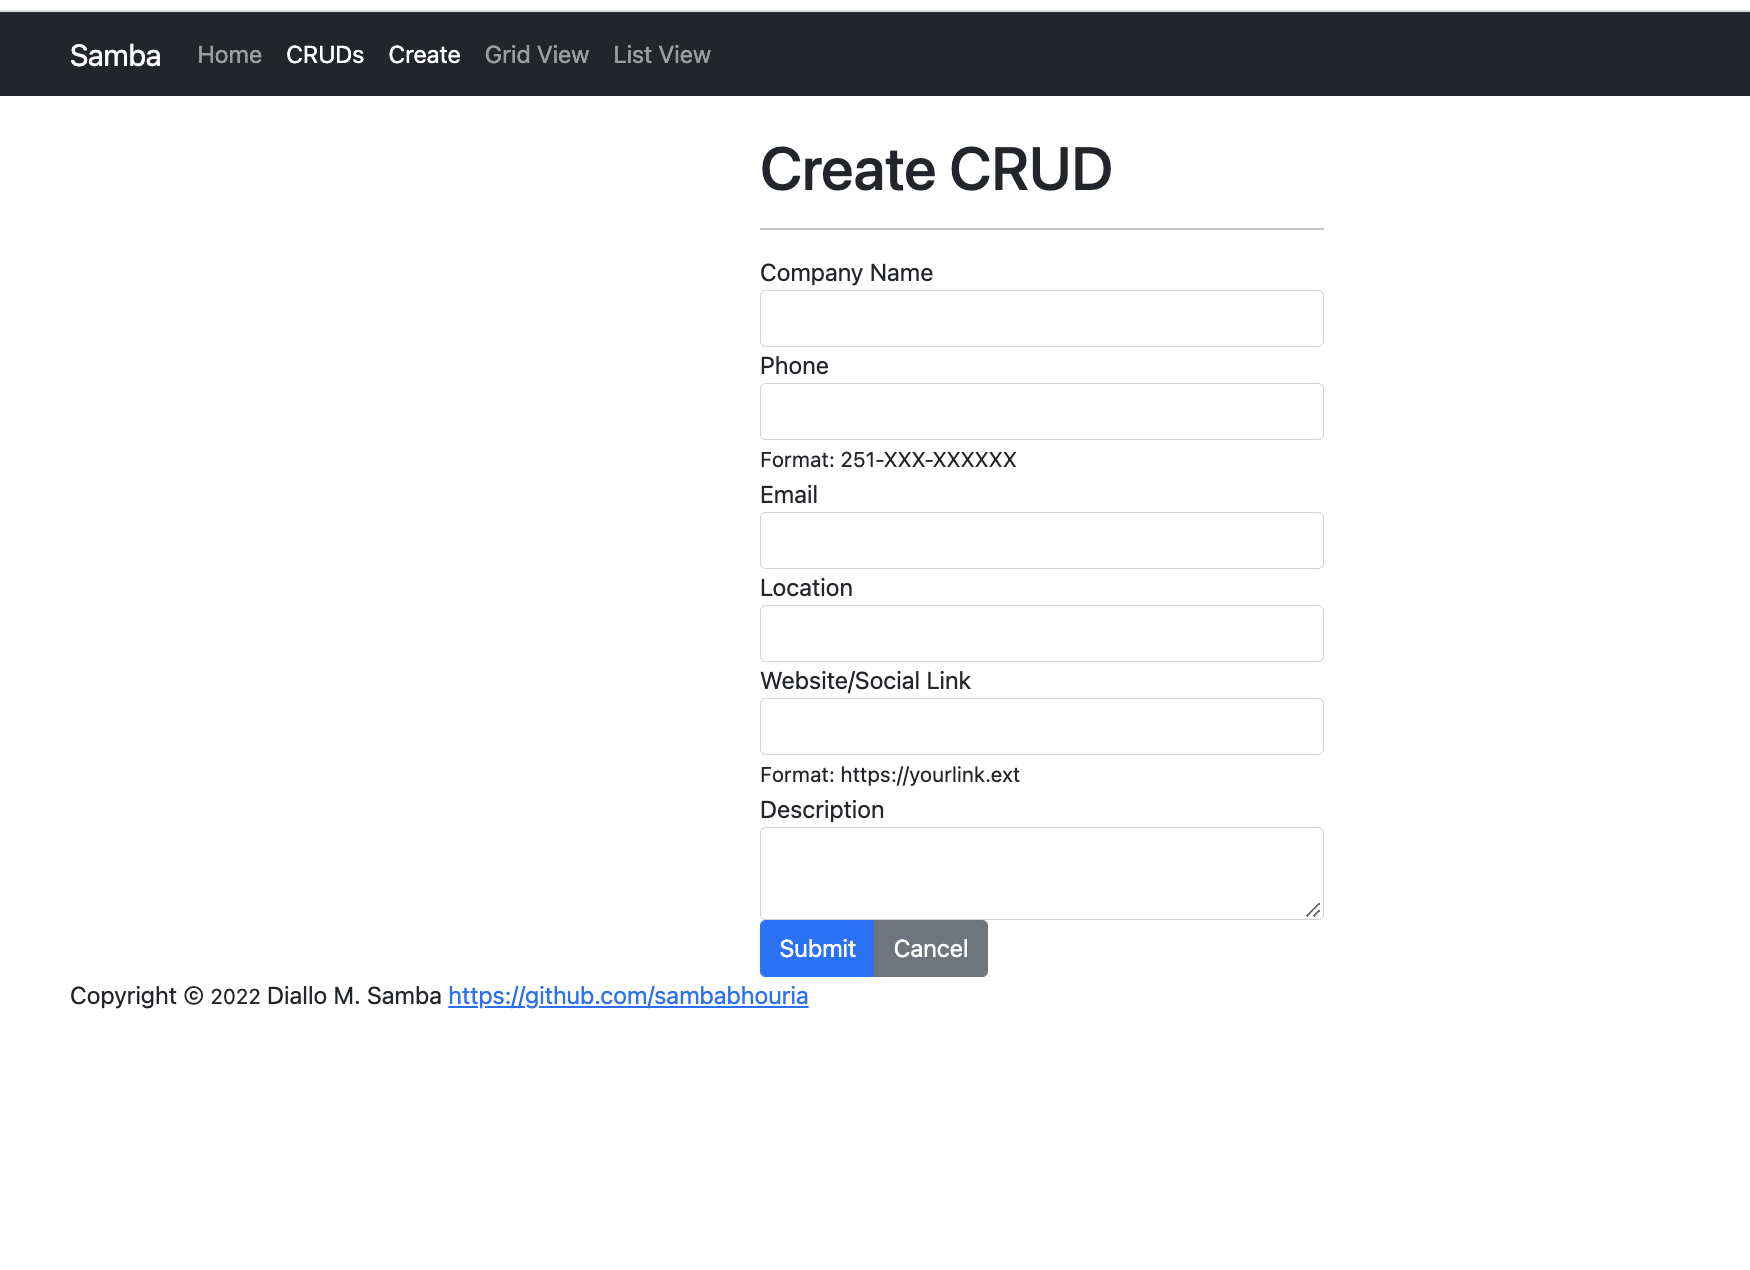 Samba Home CRUDs Create Grid View List View
Create CRUD
Company Name
Phone
Format: 251-XXX-XXXXXX
Email
Location
Website/Social Link
Format: https://yourlink.ext
Description
Submit Cancel
Copyright © 2022 Diallo M. Samba https://github.com/sambabhouria